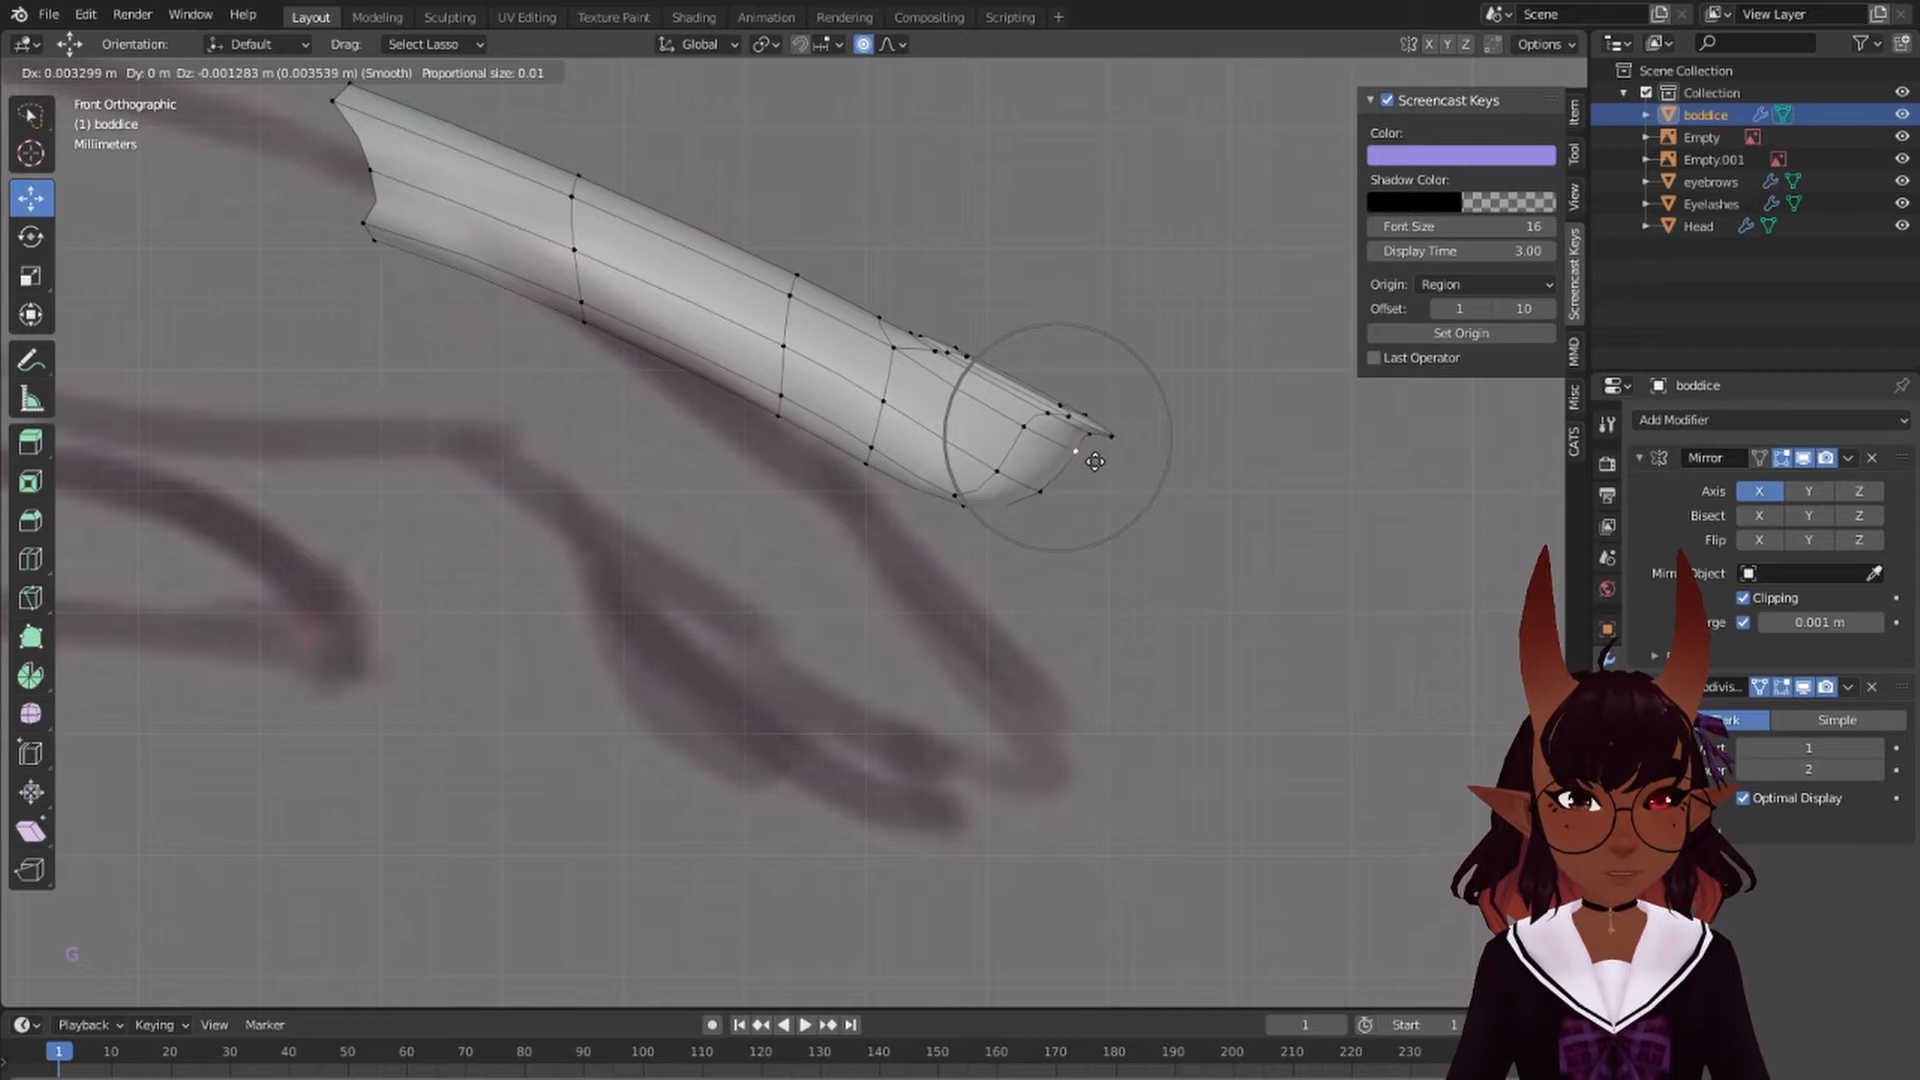 File Edit Render Window Help Layout Modeling Sculpting UV Editing Texture Paint Shading Animation Rendering Compositing Scripting + Scene View Layer
Orientation: Default Drag: Select Lasso Global X Y Z Options
Dx: 0.003299 m Dy: 0 m Dz: -0.001283 m (0.003539 m) (Smooth) Proportional size: 0.01
Front Orthographic
(1) boddice
Millimeters
Screencast Keys
Color:
Shadow Color:
Font Size 16
Display Time 3.00
Origin: Region
Offset: 1 10
Set Origin
Last Operator
Item
Tool
View
Screencast Keys
MMD
Misc
CATS
Scene Collection
Collection
boddice
Empty
Empty.001
eyebrows
Eyelashes
Head
boddice
Add Modifier
Mirror
Axis X Y Z
Bisect X Y Z
Flip X Y Z
Object
Clipping
0.001 m
Simple
1
2
Optimal Display
G
Playback Keying View Marker 1 Start 1
1 10 20 30 40 50 60 70 80 90 100 110 120 130 140 150 160 170 180 190 200 210 220 230